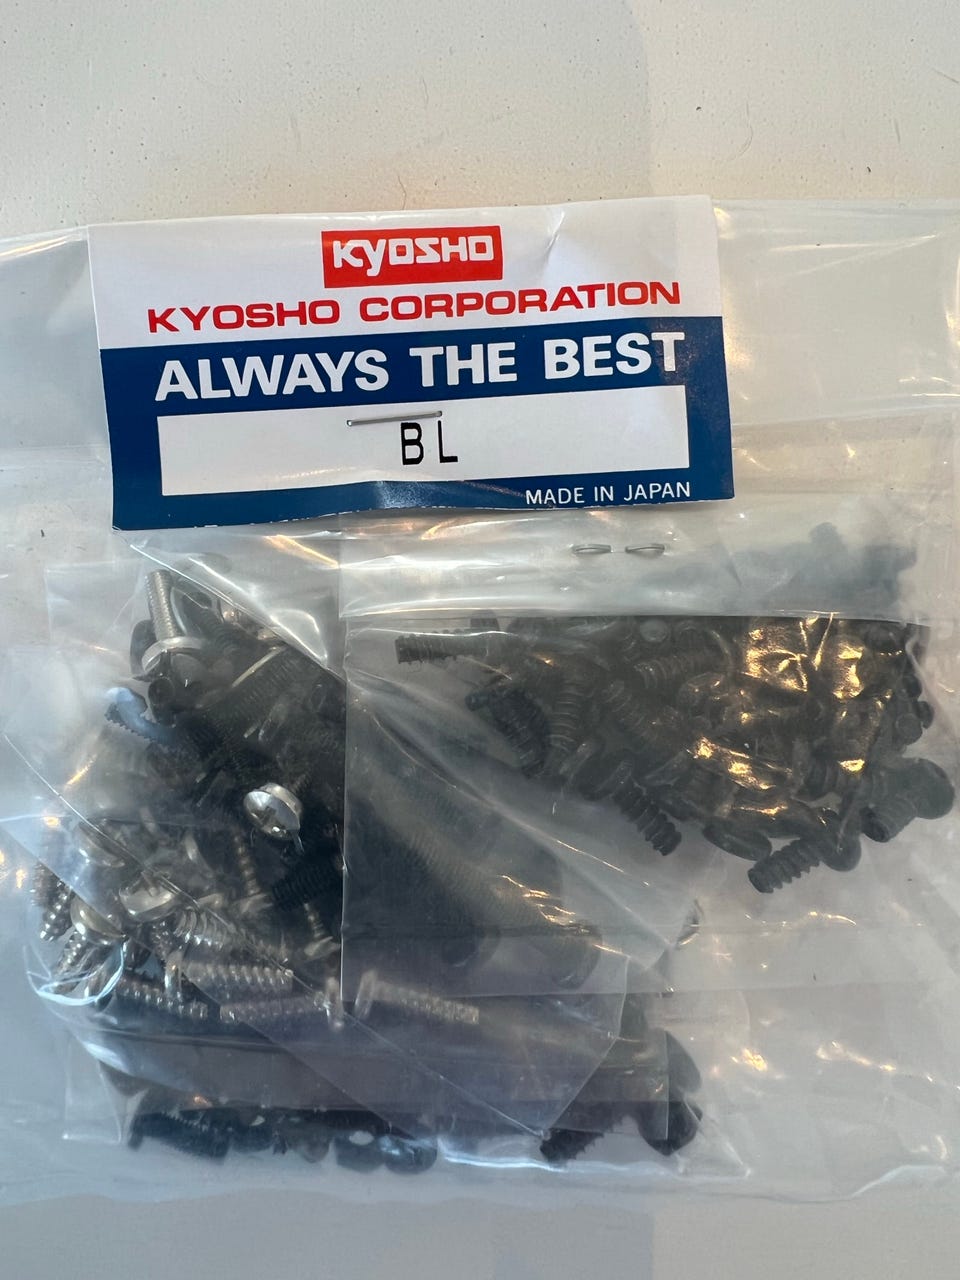 KYOSHO
KYOSHO CORPORATION
ALWAYS THE BEST
BL
MADE IN JAPAN